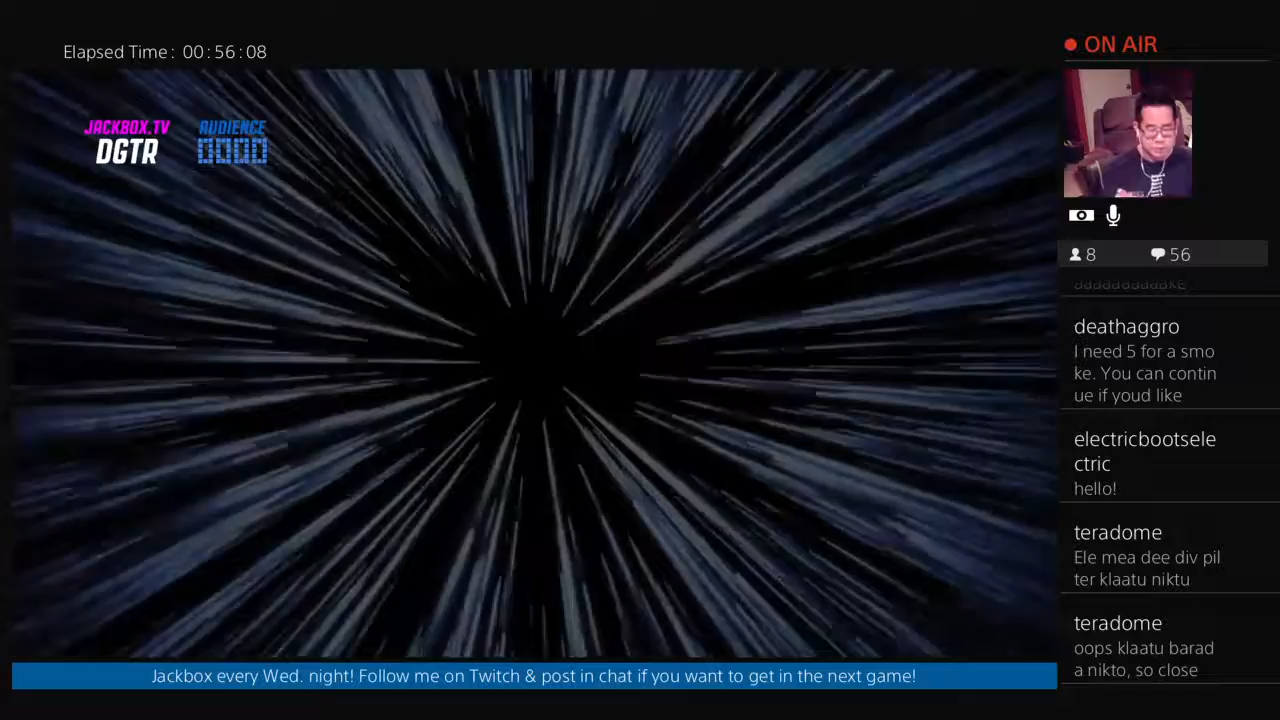 Elapsed Time: 00:56:08
ON AIR
JACKBOX.TV
DGTR
AUDIENCE
8
56
deathaggro
I need 5 for a smo
ke. You can contin
ue if youd like
electricbootsele
ctric
hello!
teradome
Ele mea dee div pil
ter klaatu niktu
teradome
oops klaatu barad
a nikto, so close
Jackbox every Wed. night! Follow me on Twitch & post in chat if you want to get in the next game!